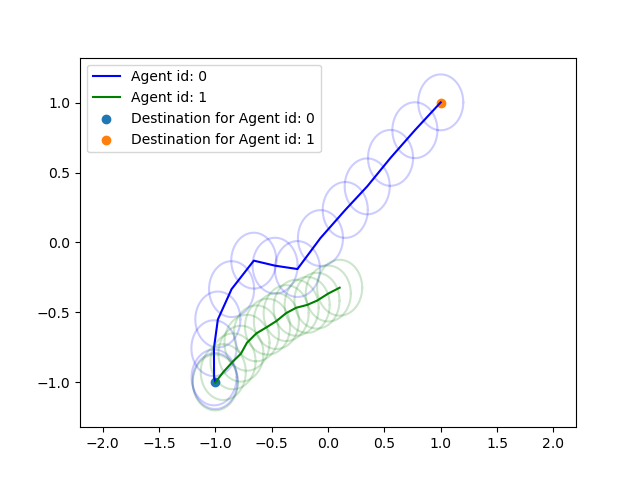 Agent id: 0
Agent id: 1
Destination for Agent id: 0
Destination for Agent id: 1
1.0
0.5
0.0
−0.5
−1.0
−2.0 −1.5 −1.0 −0.5 0.0 0.5 1.0 1.5 2.0